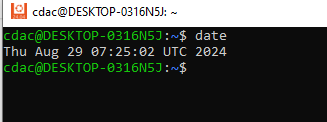 cdac@DESKTOP-0316N5J: ~
cdac@DESKTOP-0316N5J:~$ date
Thu Aug 29 07:25:02 UTC 2024
cdac@DESKTOP-0316N5J:~$